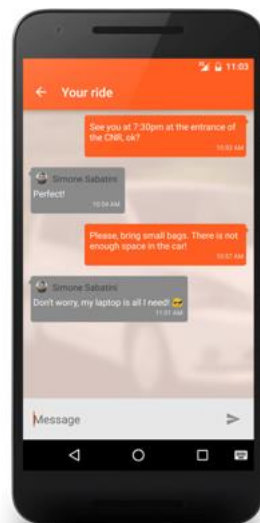 11:03
Your ride
See you at 7:30pm at the entrance of
the CNR, ok?
10:53 AM
Simone Sabatini
Perfect!
10:54 AM
Please, bring small bags. There is not
enough space in the car!
10:57 AM
Simone Sabatini
Don't worry, my laptop is all I need! 😎
11:01 AM
Message